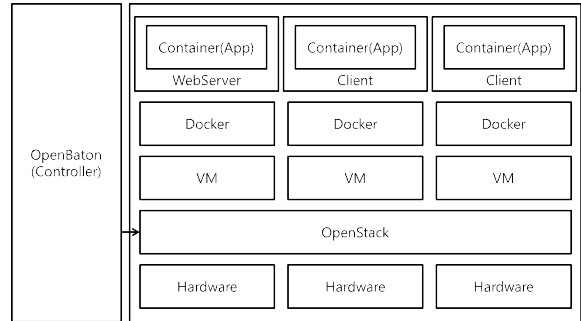 Container(App)
Container(App)
Container(App)
WebServer
Client
Client
Docker
Docker
Docker
OpenBaton
(Controller)
VM
VM
VM
OpenStack
Hardware
Hardware
Hardware